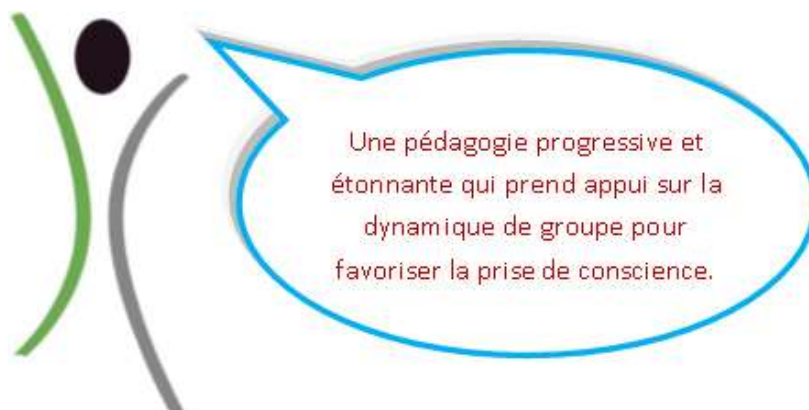 Une pédagogie progressive et
étonnante qui prend appui sur la
dynamique de groupe pour
favoriser la prise de conscience.